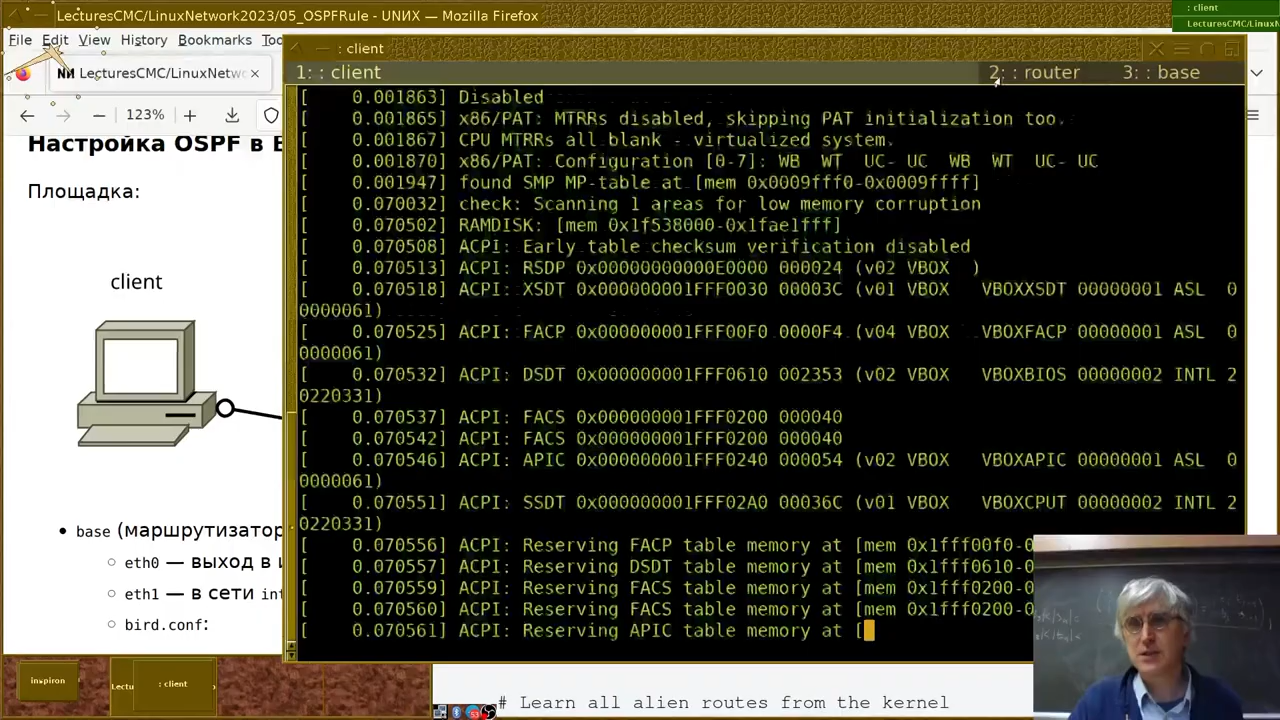 LecturesCMC/LinuxNetwork2023/05_OSPFRule - UNИX — Mozilla Firefox
: client
LecturesCMC/LinuxN
File Edit View History Bookmarks Too
LecturesCMC/LinuxNetwo
123%
Настройка OSPF в B
Площадка:
client
base (маршрутизатор
eth0 — выход в и
eth1 — в сети int
bird.conf:
: client
1: : client 2: : router 3: : base
[ 0.001863] Disabled
[ 0.001865] x86/PAT: MTRRs disabled, skipping PAT initialization too.
[ 0.001867] CPU MTRRs all blank - virtualized system.
[ 0.001870] x86/PAT: Configuration [0-7]: WB WT UC- UC WB WT UC- UC
[ 0.001947] found SMP MP-table at [mem 0x0009fff0-0x0009ffff]
[ 0.070032] check: Scanning 1 areas for low memory corruption
[ 0.070502] RAMDISK: [mem 0x1f538000-0x1fae1fff]
[ 0.070508] ACPI: Early table checksum verification disabled
[ 0.070513] ACPI: RSDP 0x00000000000E0000 000024 (v02 VBOX )
[ 0.070518] ACPI: XSDT 0x000000001FFF0030 00003C (v01 VBOX VBOXXSDT 00000001 ASL 0
0000061)
[ 0.070525] ACPI: FACP 0x000000001FFF00F0 0000F4 (v04 VBOX VBOXFACP 00000001 ASL 0
0000061)
[ 0.070532] ACPI: DSDT 0x000000001FFF0610 002353 (v02 VBOX VBOXBIOS 00000002 INTL 2
0220331)
[ 0.070537] ACPI: FACS 0x000000001FFF0200 000040
[ 0.070542] ACPI: FACS 0x000000001FFF0200 000040
[ 0.070546] ACPI: APIC 0x000000001FFF0240 000054 (v02 VBOX VBOXAPIC 00000001 ASL 0
0000061)
[ 0.070551] ACPI: SSDT 0x000000001FFF02A0 00036C (v01 VBOX VBOXCPUT 00000002 INTL 2
0220331)
[ 0.070556] ACPI: Reserving FACP table memory at [mem 0x1fff00f0-0
[ 0.070557] ACPI: Reserving DSDT table memory at [mem 0x1fff0610-0
[ 0.070559] ACPI: Reserving FACS table memory at [mem 0x1fff0200-0
[ 0.070560] ACPI: Reserving FACS table memory at [mem 0x1fff0200-0
[ 0.070561] ACPI: Reserving APIC table memory at [
inspiron
Lectu
: client
# Learn all alien routes from the kernel